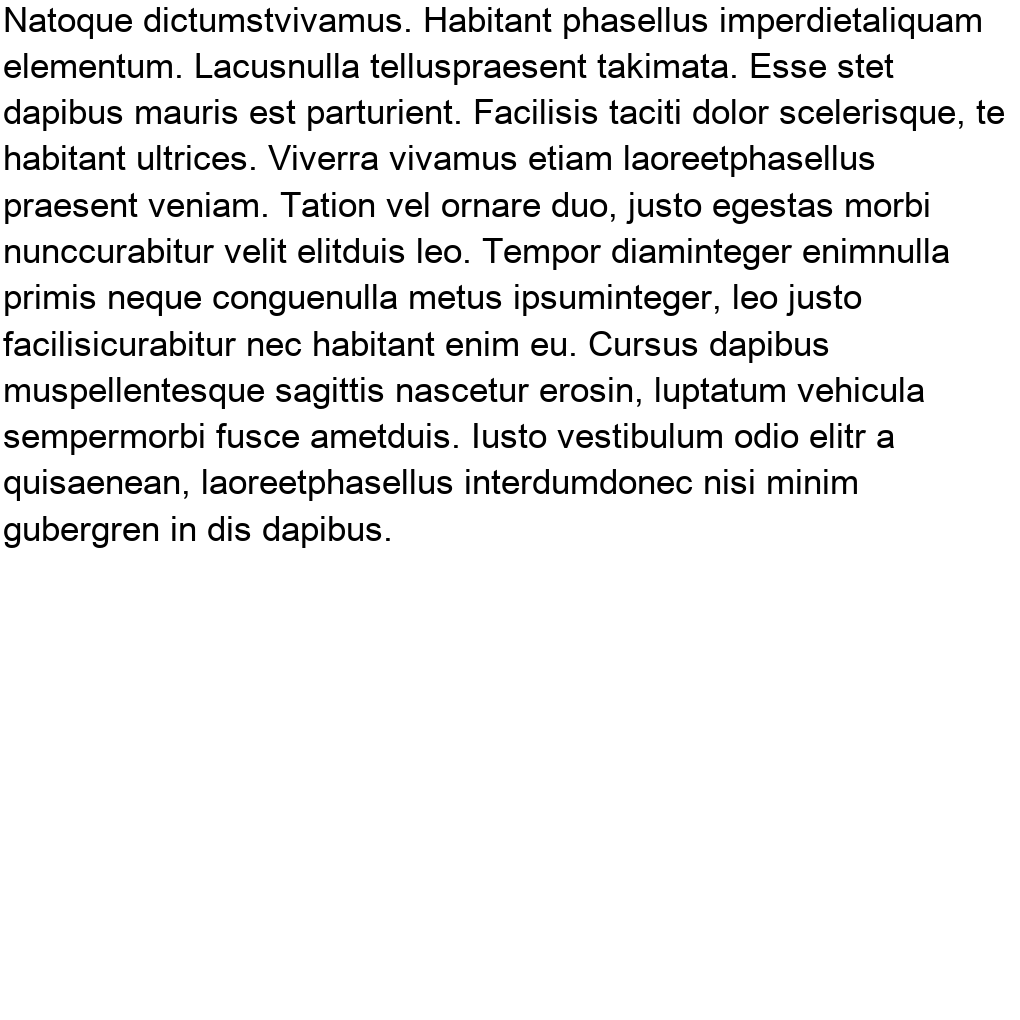 Natoque dictumstvivamus. Habitant phasellus imperdietaliquam
elementum. Lacusnulla telluspraesent takimata. Esse stet
dapibus mauris est parturient. Facilisis taciti dolor scelerisque, te
habitant ultrices. Viverra vivamus etiam laoreetphasellus
praesent veniam. Tation vel ornare duo, justo egestas morbi
nunccurabitur velit elitduis leo. Tempor diaminteger enimnulla
primis neque conguenulla metus ipsuminteger, leo justo
facilisicurabitur nec habitant enim eu. Cursus dapibus
muspellentesque sagittis nascetur erosin, luptatum vehicula
sempermorbi fusce ametduis. Iusto vestibulum odio elitr a
quisaenean, laoreetphasellus interdumdonec nisi minim
gubergren in dis dapibus.